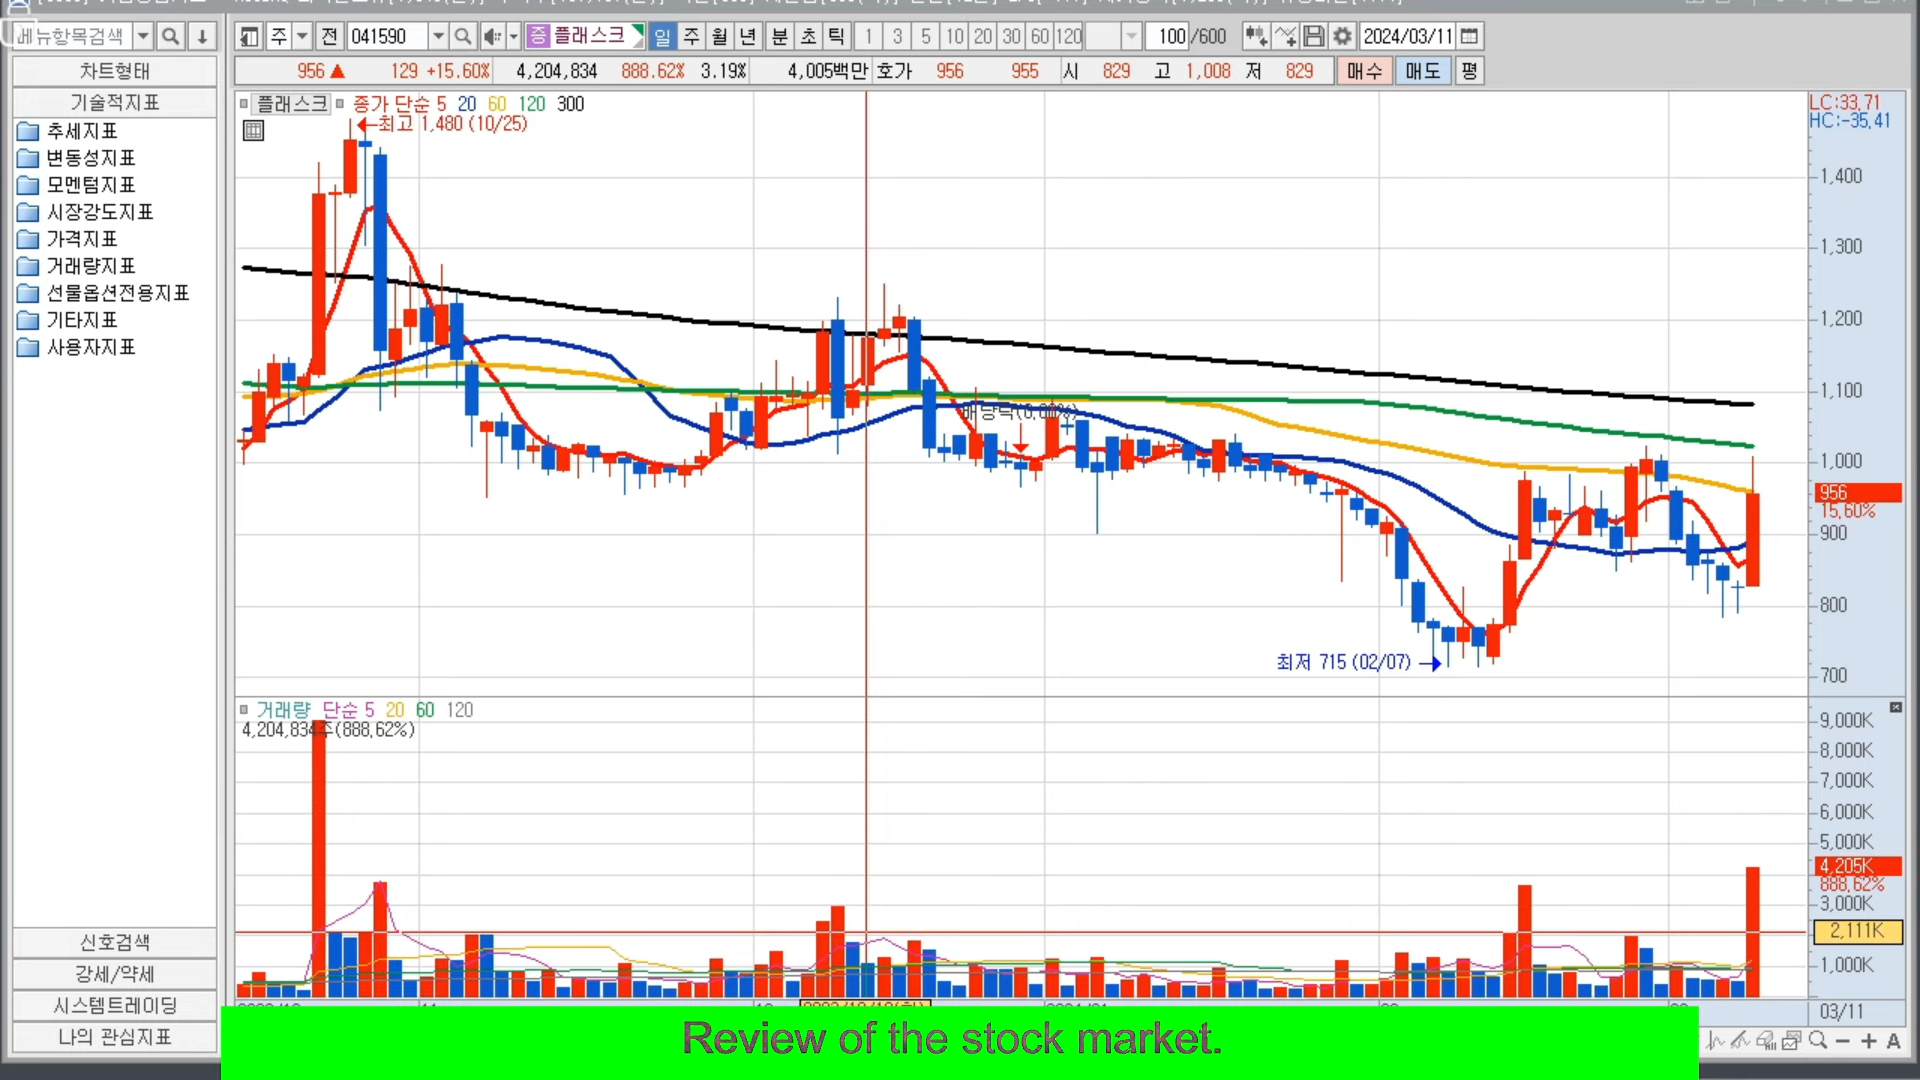 메뉴항목검색
주 전 041590 증 플래스크 일 주 월 년 분 초 틱 1 3 5 10 20 30 60 120 100 /600 2024/03/11
차트형태
956 ▲ 129 +15.60% 4,204,834 888.62% 3.19% 4,005백만 호가 956 955 시 829 고 1,008 저 829 매수 매도 평
기술적지표
추세지표
변동성지표
모멘텀지표
시장강도지표
가격지표
거래량지표
선물옵션전용지표
기타지표
사용자지표
신호검색
강세/약세
시스템트레이딩
나의 관심지표
플래스크 종가 단순 5 20 60 120 300
최고 1,480 (10/25)
LC:33.71
HC:-35.41
1,400
1,300
1,200
1,100
배당락(0.00%)
1,000
956
15.60%
900
800
최저 715 (02/07)
700
거래량 단순 5 20 60 120
4,204,834주(888.62%)
9,000K
8,000K
7,000K
6,000K
5,000K
4,205K
888.62%
3,000K
2,111K
1,000K
03/11
Review of the stock market.
A